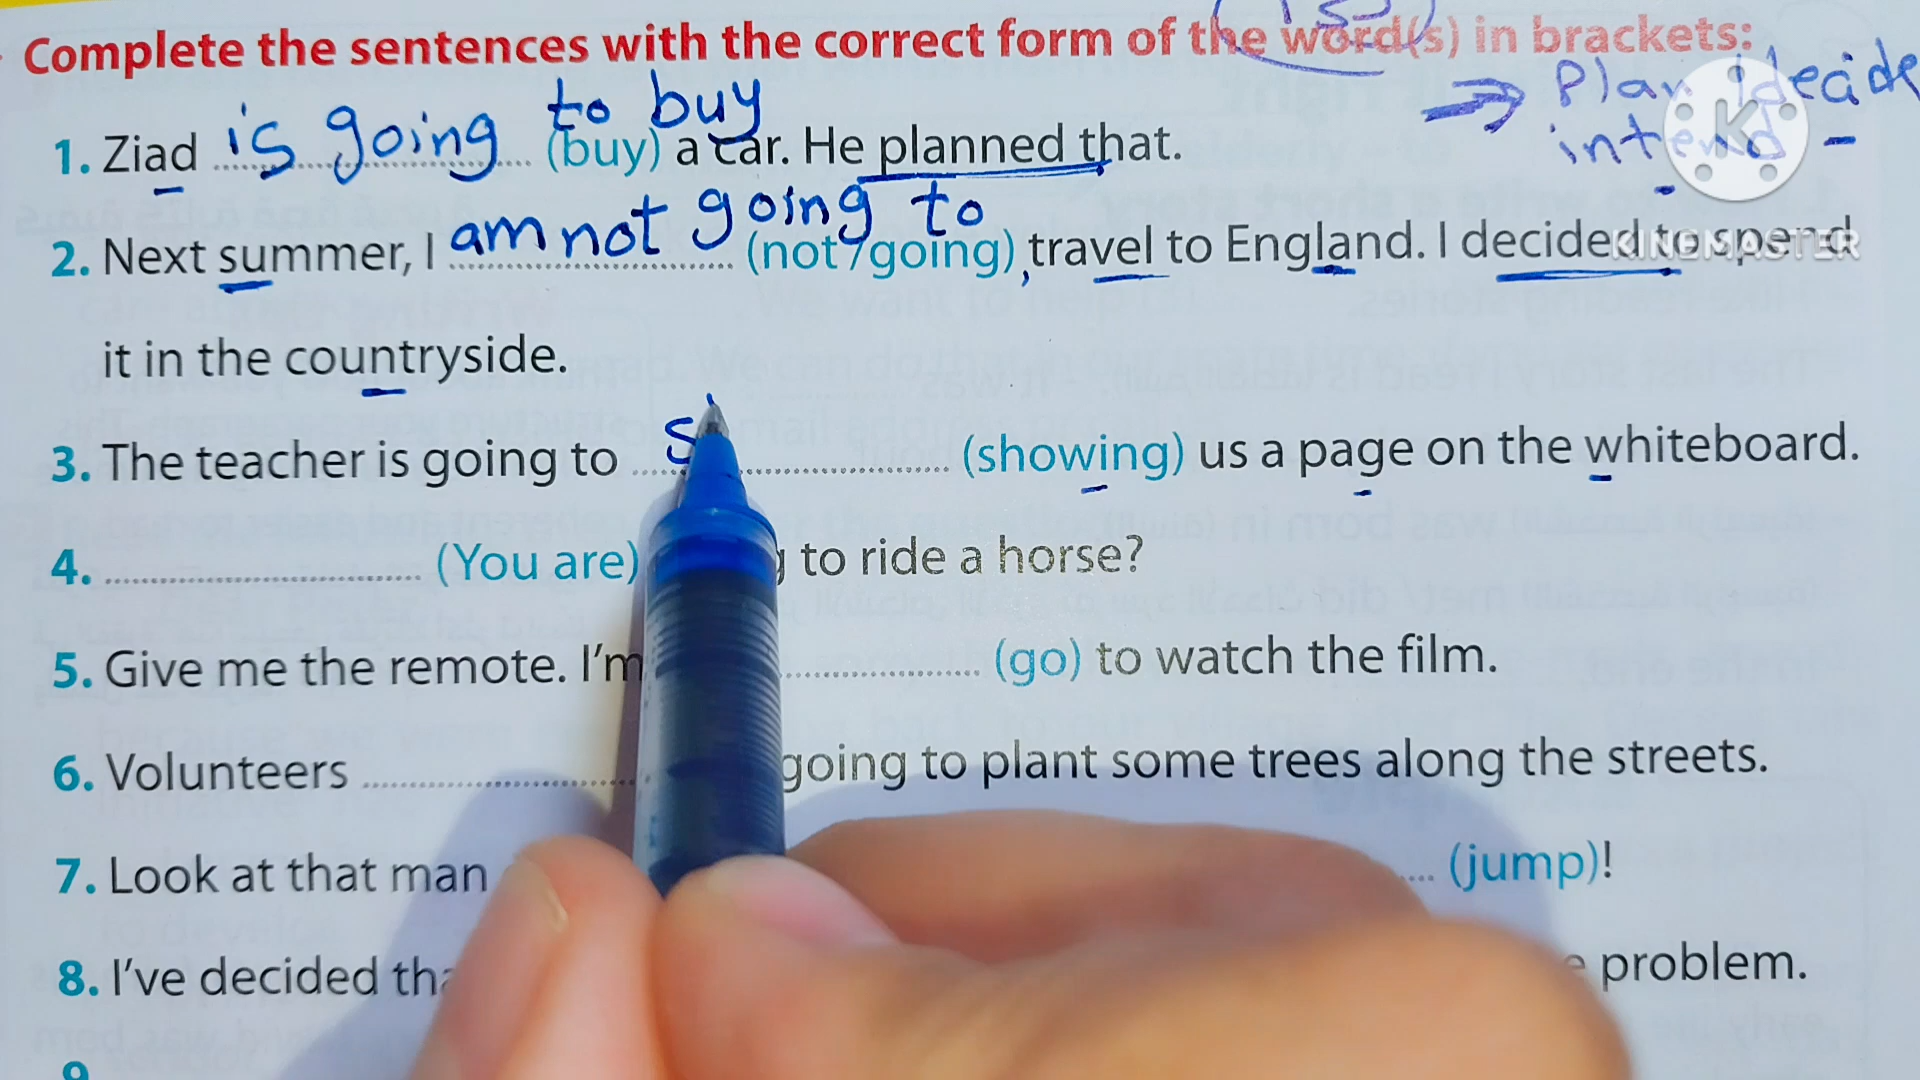 Complete the sentences with the correct form of the word(s) in brackets:
Plan decide
intend -
to buy
1. Ziad is going (buy) a car. He planned that.
am not going to
2. Next summer, I (not / going) travel to England. I decided to spend
KINEMASTER
it in the countryside.
3. The teacher is going to s (showing) us a page on the whiteboard.
4. (You are) to ride a horse?
5. Give me the remote. I'm (go) to watch the film.
6. Volunteers going to plant some trees along the streets.
7. Look at that man (jump)!
8. I've decided problem.
9